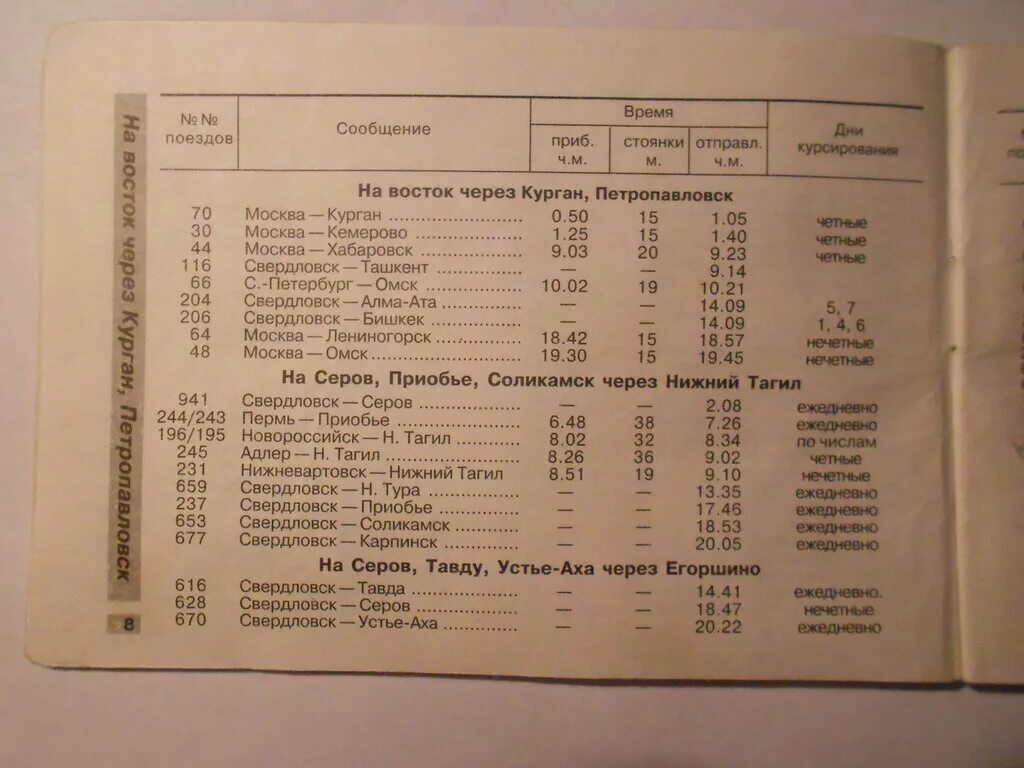 На восток через Курган, Петропавловск
8
№№ поездов Сообщение Время Дни курсирования
приб. ч.м. стоянки м. отправл. ч.м.
На восток через Курган, Петропавловск
70 Москва — Курган 0.50 15 1.05 четные
30 Москва — Кемерово 1.25 15 1.40 четные
44 Москва — Хабаровск 9.03 20 9.23 четные
116 Свердловск — Ташкент — — 9.14
66 С.-Петербург — Омск 10.02 19 10.21
204 Свердловск — Алма-Ата — — 14.09 5, 7
206 Свердловск — Бишкек — — 14.09 1, 4, 6
64 Москва — Лениногорск 18.42 15 18.57 нечетные
48 Москва — Омск 19.30 15 19.45 нечетные
На Серов, Приобье, Соликамск через Нижний Тагил
941 Свердловск — Серов — — 2.08 ежедневно
244/243 Пермь — Приобье 6.48 38 7.26 ежедневно
196/195 Новороссийск — Н. Тагил 8.02 32 8.34 по числам
245 Адлер — Н. Тагил 8.26 36 9.02 четные
231 Нижневартовск — Нижний Тагил 8.51 19 9.10 нечетные
659 Свердловск — Н. Тура — — 13.35 ежедневно
237 Свердловск — Приобье — — 17.46 ежедневно
653 Свердловск — Соликамск — — 18.53 ежедневно
677 Свердловск — Карпинск — — 20.05 ежедневно
На Серов, Тавду, Устье-Аха через Егоршино
616 Свердловск — Тавда — — 14.41 ежедневно.
628 Свердловск — Серов — — 18.47 нечетные
670 Свердловск — Устье-Аха — — 20.22 ежедневно